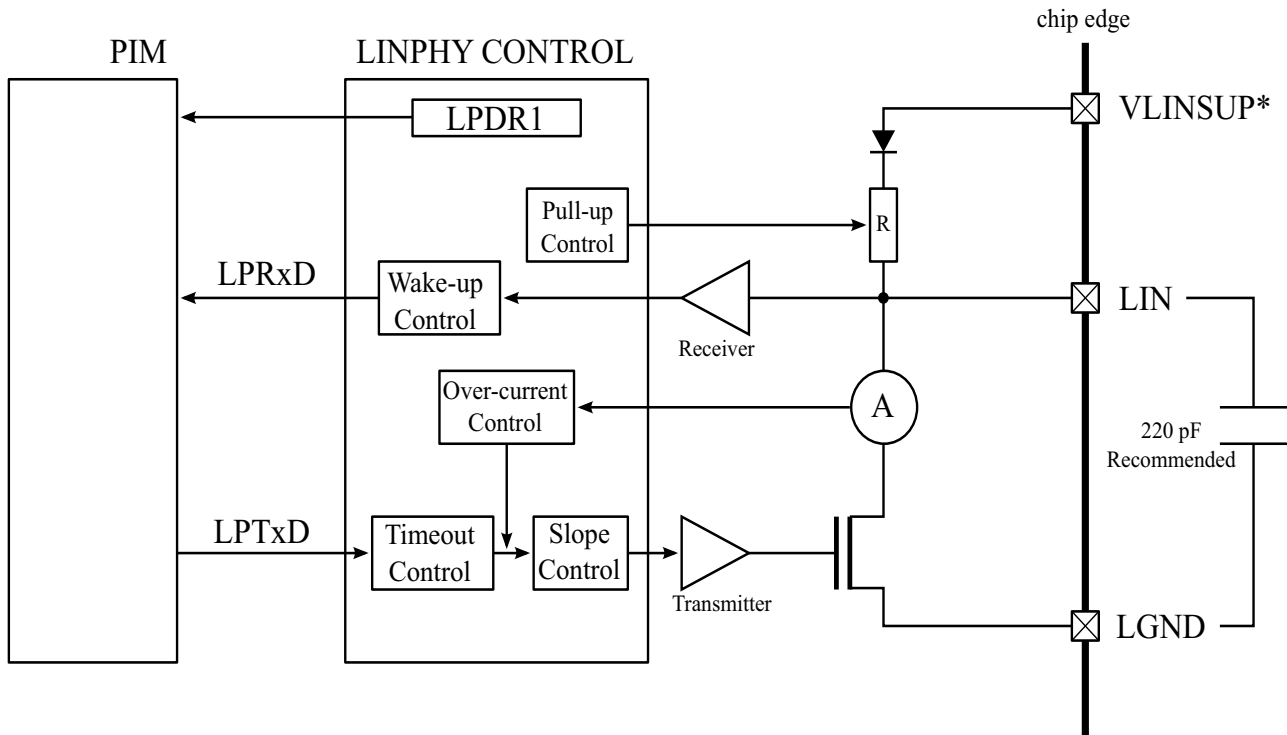 chip edge
PIM
LINPHY CONTROL
VLINSUP*
LPDR1
Pull-up
Control
R
LPRxD
Wake-up
Control
LIN
Receiver
Over-current
Control
A
220 pF
Recommended
LPTxD
Timeout
Control
Slope
Control
Transmitter
LGND